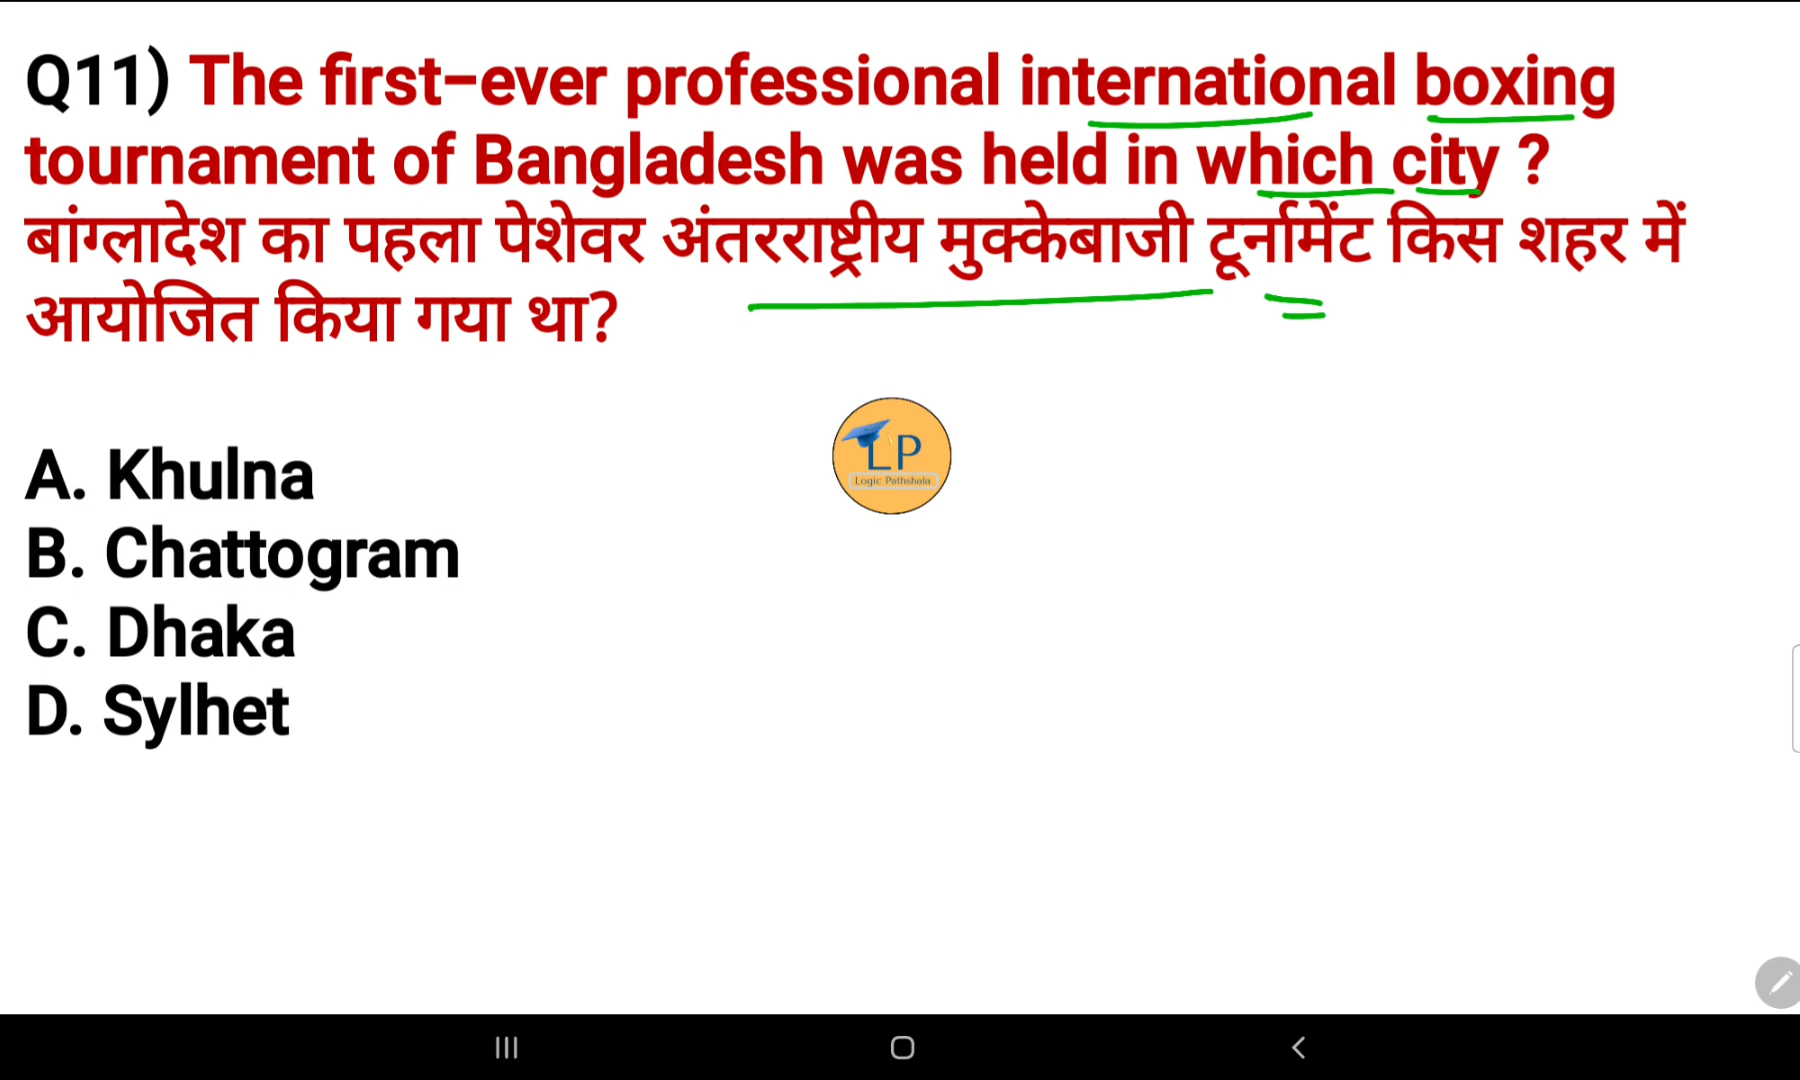 Q11) The first-ever professional international boxing
tournament of Bangladesh was held in which city ?
बांग्लादेश का पहला पेशेवर अंतरराष्ट्रीय मुक्केबाजी टूर्नामेंट किस शहर में
आयोजित किया गया था?
LP
Logic Pathshala
A. Khulna
B. Chattogram
C. Dhaka
D. Sylhet